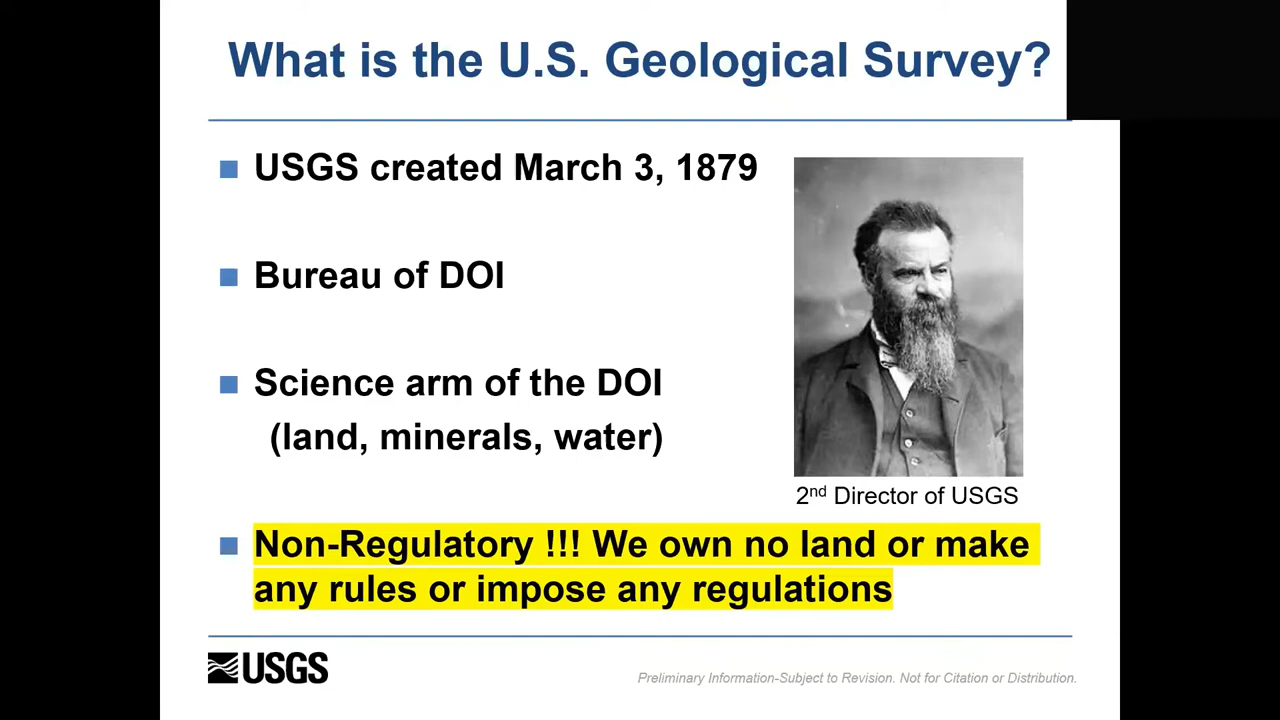 What is the U.S. Geological Survey?
USGS created March 3, 1879
Bureau of DOI
Science arm of the DOI
(land, minerals, water)
2nd Director of USGS
Non-Regulatory !!! We own no land or make
any rules or impose any regulations
USGS
Preliminary Information-Subject to Revision. Not for Citation or Distribution.